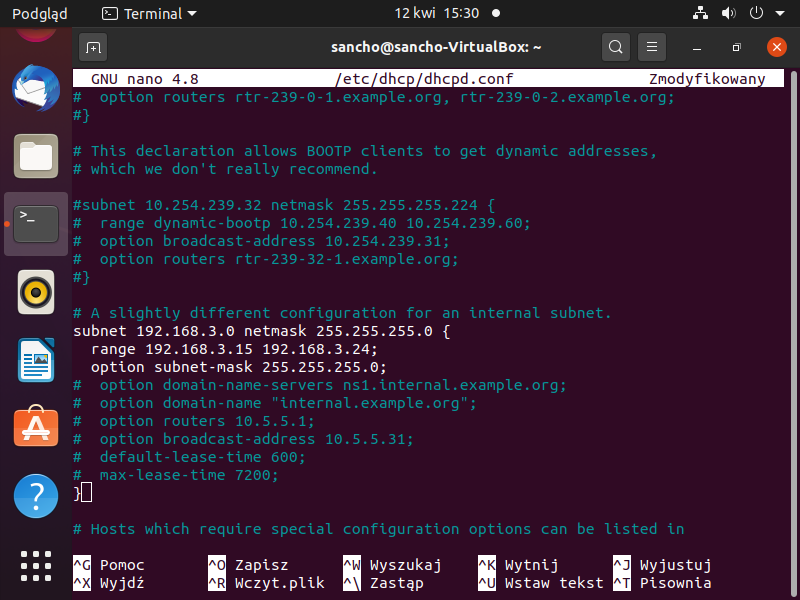 Podgląd Terminal 12 kwi 15:30
sancho@sancho-VirtualBox: ~
GNU nano 4.8 /etc/dhcp/dhcpd.conf Zmodyfikowany
#  option routers rtr-239-0-1.example.org, rtr-239-0-2.example.org;
#}
# This declaration allows BOOTP clients to get dynamic addresses,
# which we don't really recommend.
#subnet 10.254.239.32 netmask 255.255.255.224 {
#  range dynamic-bootp 10.254.239.40 10.254.239.60;
#  option broadcast-address 10.254.239.31;
#  option routers rtr-239-32-1.example.org;
#}
# A slightly different configuration for an internal subnet.
subnet 192.168.3.0 netmask 255.255.255.0 {
  range 192.168.3.15 192.168.3.24;
  option subnet-mask 255.255.255.0;
#  option domain-name-servers ns1.internal.example.org;
#  option domain-name "internal.example.org";
#  option routers 10.5.5.1;
#  option broadcast-address 10.5.5.31;
#  default-lease-time 600;
#  max-lease-time 7200;
}
# Hosts which require special configuration options can be listed in
^G Pomoc ^O Zapisz ^W Wyszukaj ^K Wytnij ^J Wyjustuj
^X Wyjdź ^R Wczyt.plik ^\ Zastąp ^U Wstaw tekst ^T Pisownia